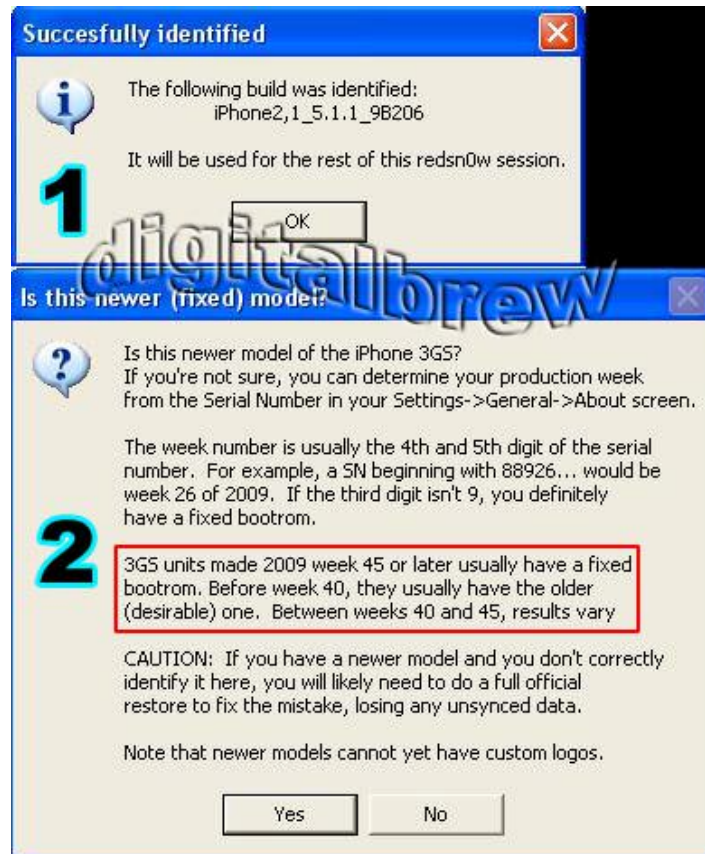 Succesfully identified
The following build was identified:
iPhone2,1_5.1.1_9B206
It will be used for the rest of this redsn0w session.
1
OK
digitalbrew
Is this newer (fixed) model?
Is this newer model of the iPhone 3GS?
If you're not sure, you can determine your production week
from the Serial Number in your Settings->General->About screen.
The week number is usually the 4th and 5th digit of the serial
number.  For example, a SN beginning with 88926... would be
week 26 of 2009.  If the third digit isn't 9, you definitely
have a fixed bootrom.
2
3GS units made 2009 week 45 or later usually have a fixed
bootrom. Before week 40, they usually have the older
(desirable) one.  Between weeks 40 and 45, results vary
CAUTION:  If you have a newer model and you don't correctly
identify it here, you will likely need to do a full official
restore to fix the mistake, losing any unsynced data.
Note that newer models cannot yet have custom logos.
Yes
No